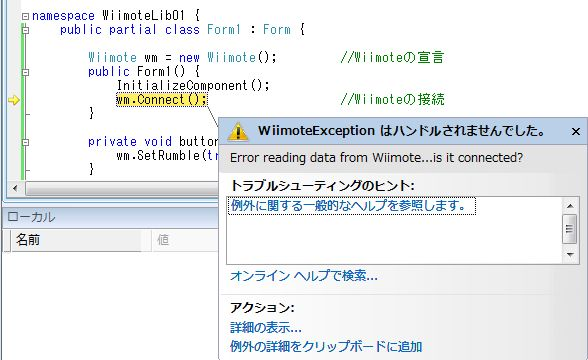 namespace WiimoteLib01 {
public partial class Form1 : Form {
Wiimote wm = new Wiimote(); //Wiimoteの宣言
public Form1() {
InitializeComponent();
wm.Connect(); //Wiimoteの接続
}
private void button
wm.SetRumble(tr
}
WiimoteException はハンドルされませんでした。
Error reading data from Wiimote...is it connected?
トラブルシューティングのヒント:
例外に関する一般的なヘルプを参照します。
オンライン ヘルプで検索...
アクション:
詳細の表示...
例外の詳細をクリップボードに追加
ローカル
名前 値